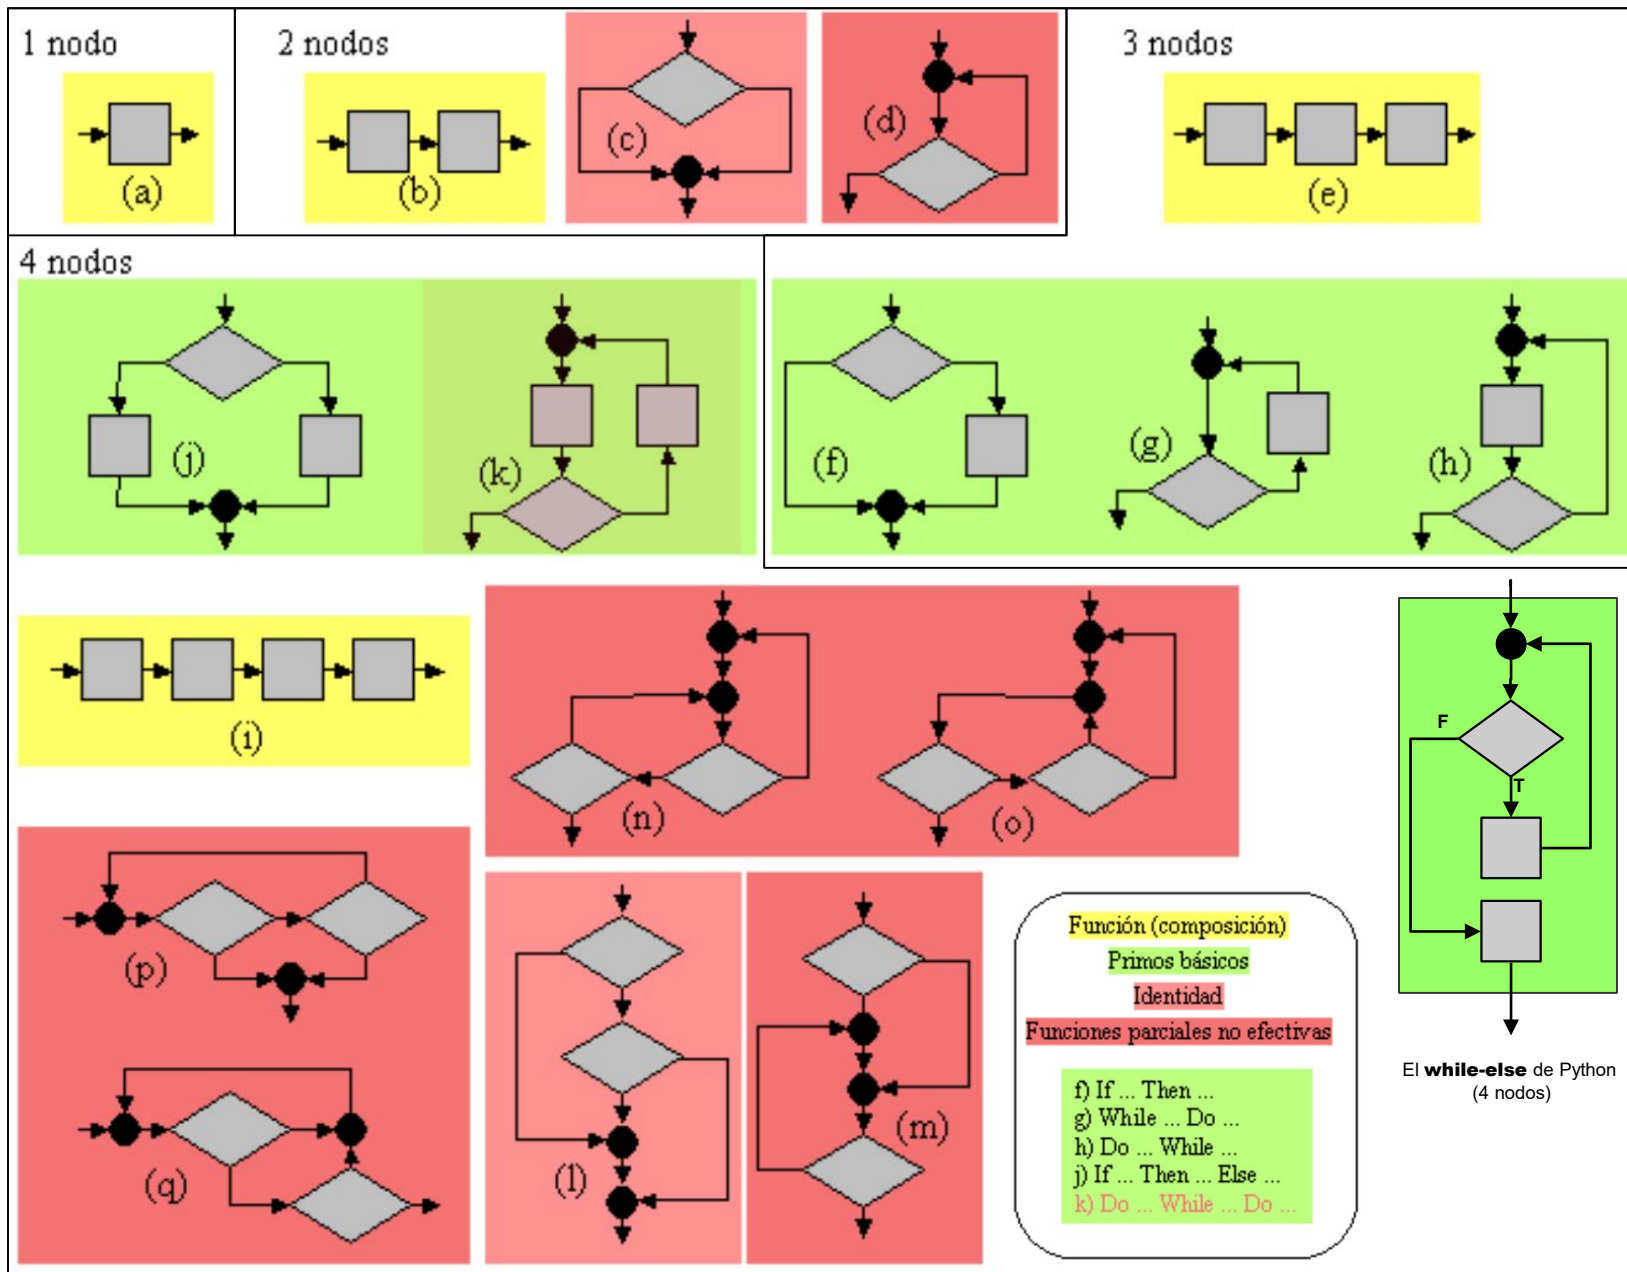 1 nodo
2 nodos
3 nodos
(a)
(b)
(c)
(d)
(e)
4 nodos
(j)
(k)
(f)
(g)
(h)
(i)
(n)
(o)
F
T
(p)
(q)
(l)
(m)
Función (composición)
Primos básicos
Identidad
Funciones parciales no efectivas
f) If ... Then ...
g) While ... Do ...
h) Do ... While ...
j) If ... Then ... Else ...
k) Do ... While ... Do ...
El while-else de Python
(4 nodos)